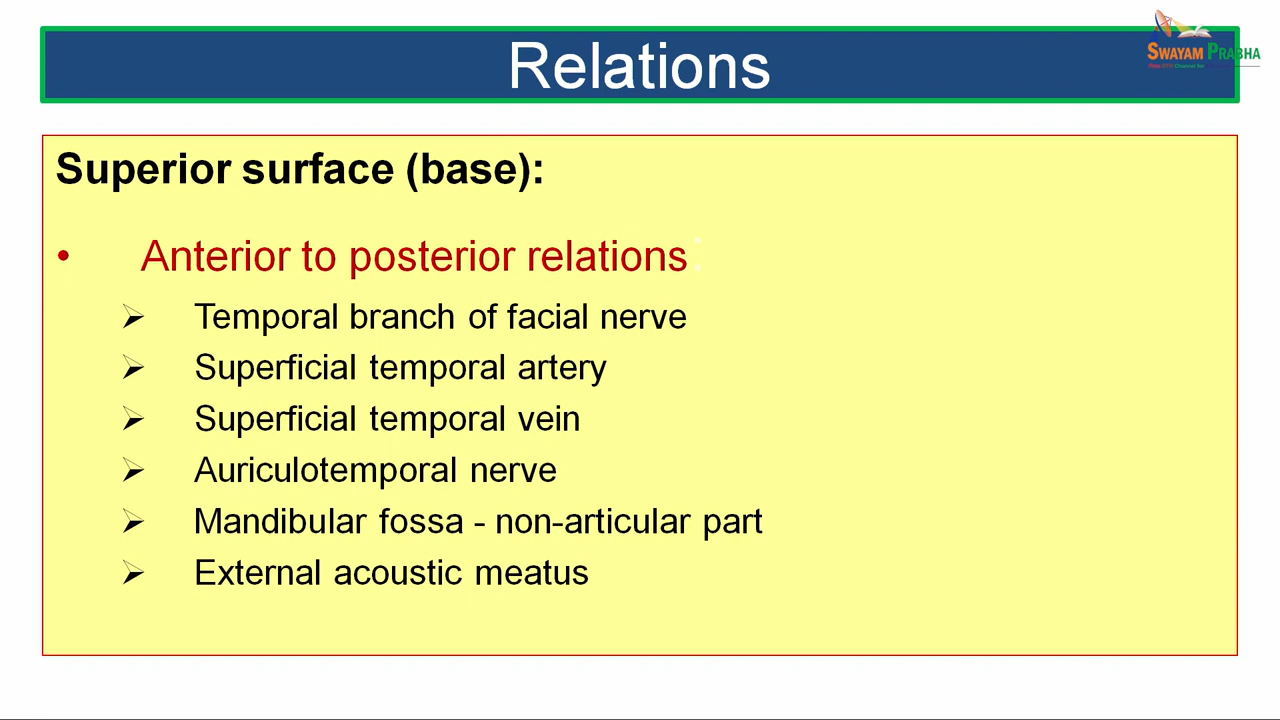 Relations
SWAYAM PRABHA
Superior surface (base):
• Anterior to posterior relations:
➢ Temporal branch of facial nerve
➢ Superficial temporal artery
➢ Superficial temporal vein
➢ Auriculotemporal nerve
➢ Mandibular fossa - non-articular part
➢ External acoustic meatus